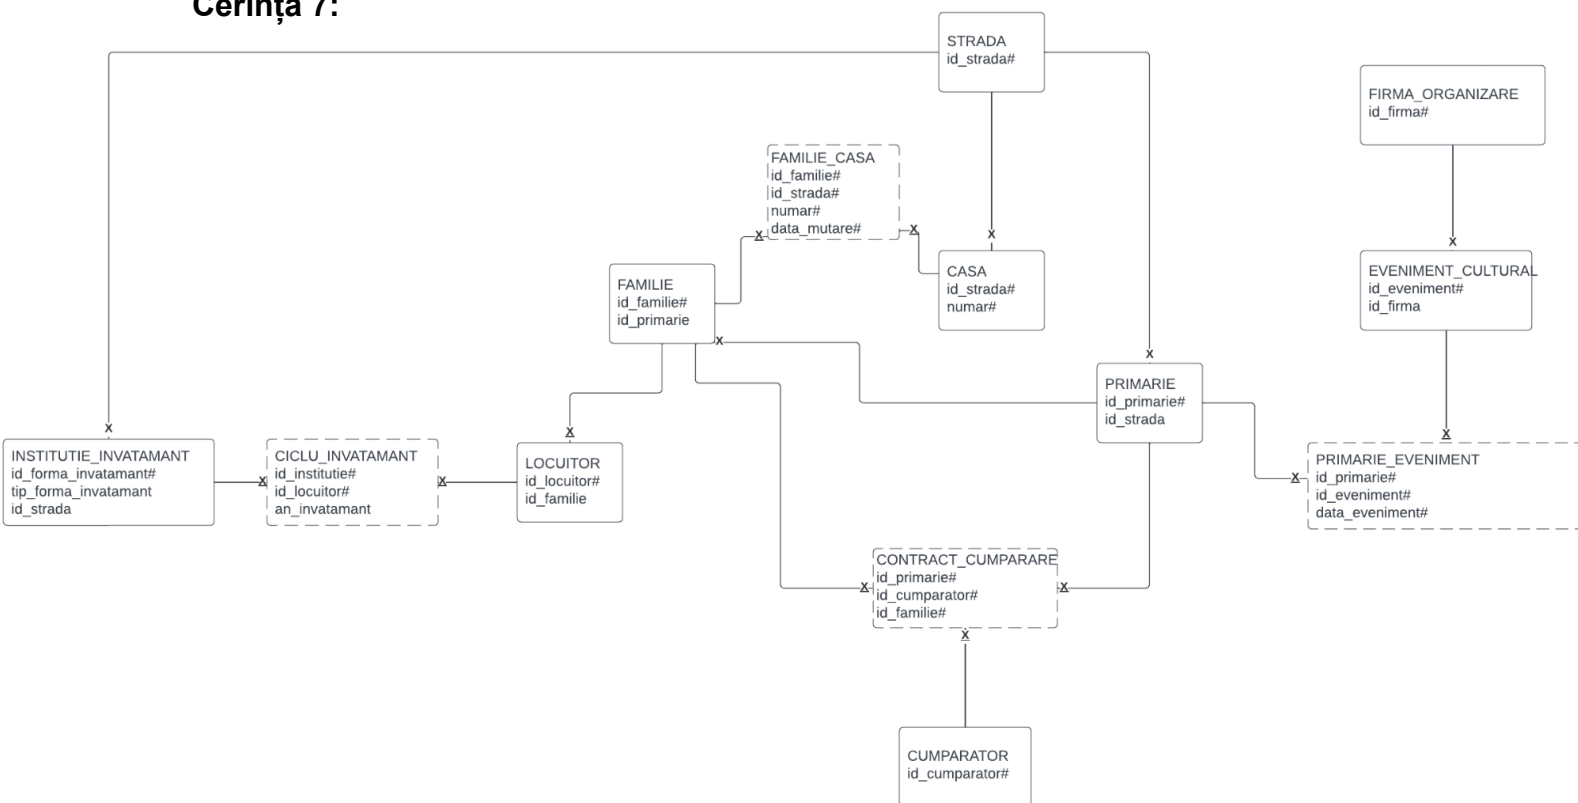 Cerința 7:
STRADA
id_strada#
FIRMA_ORGANIZARE
id_firma#
FAMILIE_CASA
id_familie#
id_strada#
numar#
data_mutare#
x
x
x
x
FAMILIE
id_familie#
id_primarie
CASA
id_strada#
numar#
EVENIMENT_CULTURAL
id_eveniment#
id_firma
x
x
PRIMARIE
id_primarie#
id_strada
x
x
x
INSTITUTIE_INVATAMANT
id_forma_invatamant#
tip_forma_invatamant
id_strada
x
CICLU_INVATAMANT
id_institutie#
id_locuitor#
an_invatamant
x
LOCUITOR
id_locuitor#
id_familie
x
PRIMARIE_EVENIMENT
id_primarie#
id_eveniment#
data_eveniment#
x
CONTRACT_CUMPARARE
id_primarie#
id_cumparator#
id_familie#
x
x
CUMPARATOR
id_cumparator#